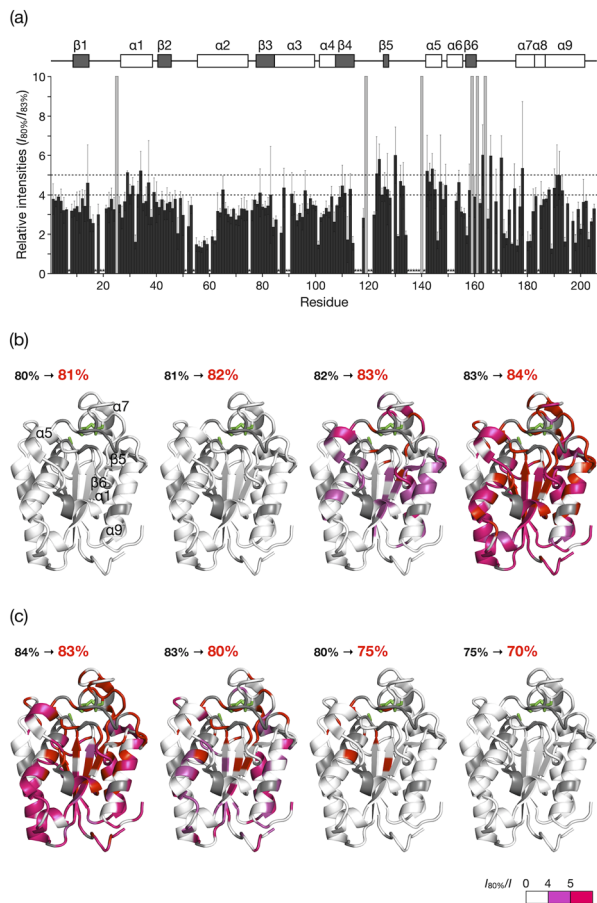 (a)
β1 α1 β2 α2 β3 α3 α4 β4 β5 α5 α6 β6 α7 α8 α9
Relative intensities (I80%/I83%)
10
8
6
4
2
0
20 40 60 80 100 120 140 160 180 200
Residue
(b)
80% → 81% 81% → 82% 82% → 83% 83% → 84%
α7
α5
β5
β6
α1
α9
(c)
84% → 83% 83% → 80% 80% → 75% 75% → 70%
I80%/I 0 4 5